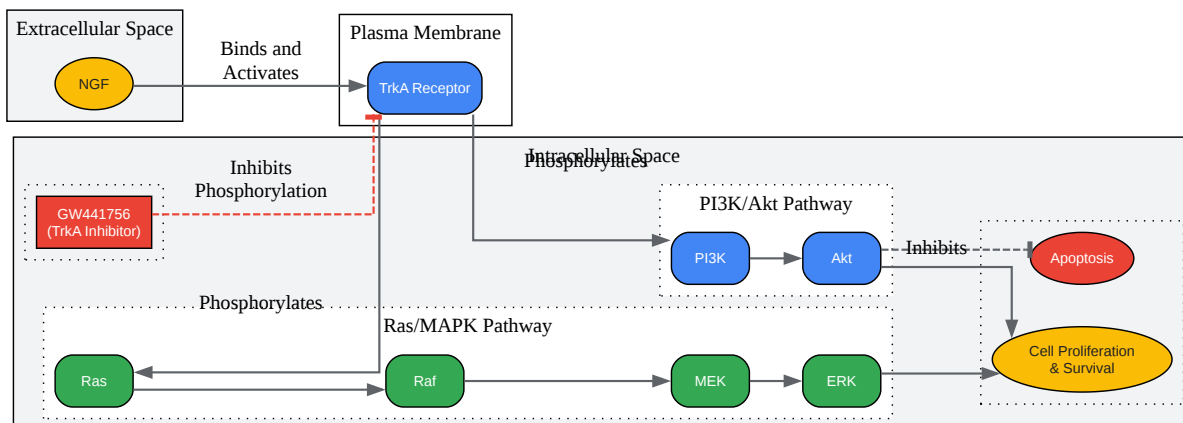 Extracellular Space
NGF
Binds and
Activates
Plasma Membrane
TrkA Receptor
Intracellular Space
Phosphorylates
Inhibits
Phosphorylation
GW441756
(TrkA Inhibitor)
PI3K/Akt Pathway
PI3K
Akt
Inhibits
Apoptosis
Phosphorylates
Ras/MAPK Pathway
Ras
Raf
MEK
ERK
Cell Proliferation
& Survival